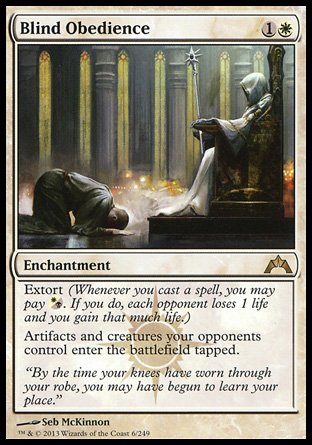 Blind Obedience 1
Enchantment
Extort (Whenever you cast a spell, you may
pay . If you do, each opponent loses 1 life
and you gain that much life.)
Artifacts and creatures your opponents
control enter the battlefield tapped.
“By the time your knees have worn through
your robe, you may have begun to learn your
place.”
Seb McKinnon
™ & © 2013 Wizards of the Coast 6/249